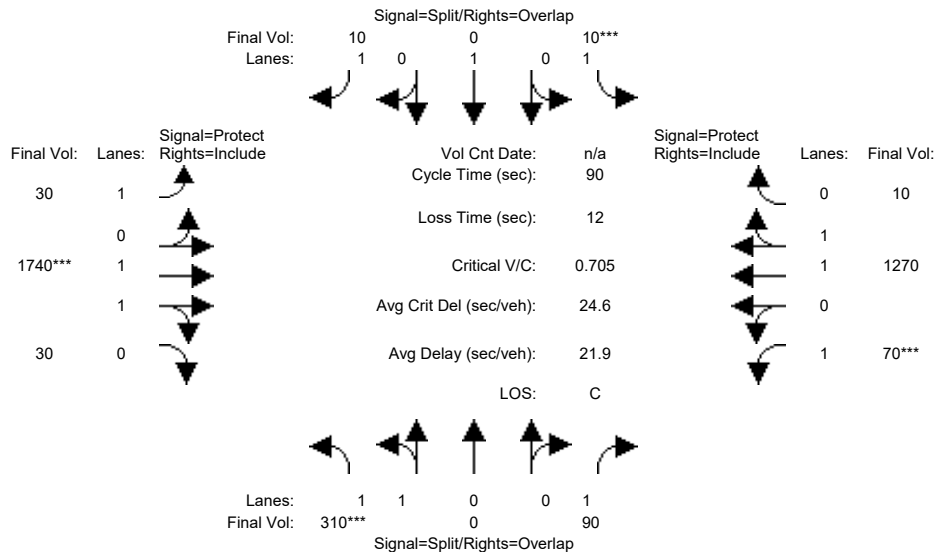 Signal=Split/Rights=Overlap
Final Vol: 10 0 10***
Lanes: 1 0 1 0 1
Signal=Protect
Final Vol: Lanes: Rights=Include
Vol Cnt Date: n/a
Signal=Protect
Rights=Include Lanes: Final Vol:
Cycle Time (sec): 90
30 1
0 10
Loss Time (sec): 12
0
1
1740*** 1
Critical V/C: 0.705
1 1270
1
Avg Crit Del (sec/veh): 24.6
0
30 0
Avg Delay (sec/veh): 21.9
1 70***
LOS: C
Lanes: 1 1 0 0 1
Final Vol: 310*** 0 90
Signal=Split/Rights=Overlap